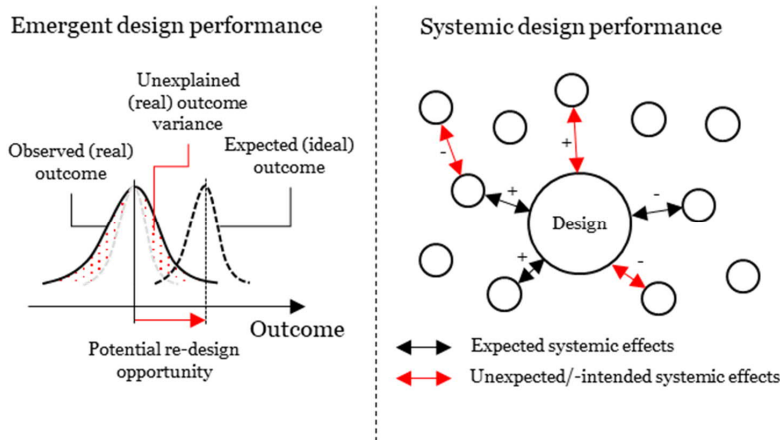 Emergent design performance
Unexplained
(real) outcome
variance
Observed (real)
outcome
Expected (ideal)
outcome
Outcome
Potential re-design
opportunity
Systemic design performance
-
+
+
-
Design
+
-
Expected systemic effects
Unexpected/-intended systemic effects